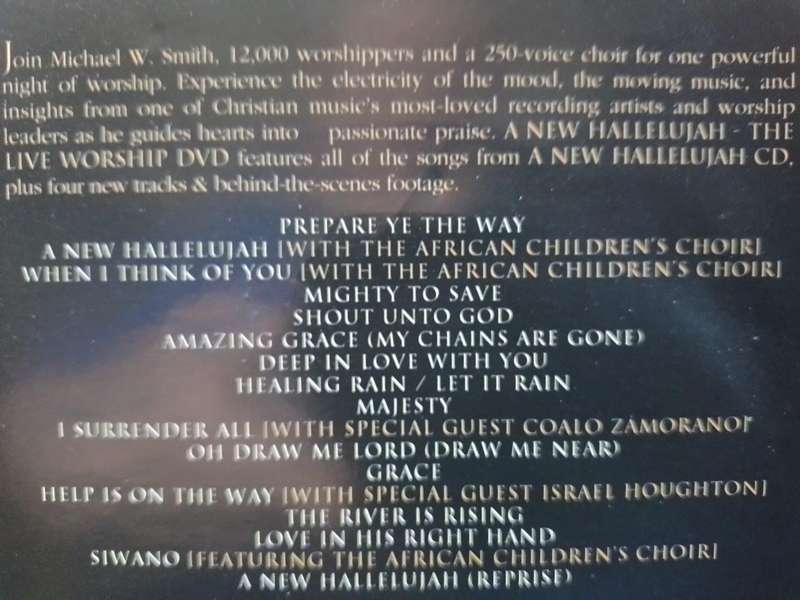 Join Michael W. Smith, 12,000 worshippers and a 250-voice choir for one powerful
night of worship. Experience the electricity of the mood, the moving music, and
insights from one of Christian music's most-loved recording artists and worship
leaders as he guides hearts into passionate praise. A NEW HALLELUJAH - THE
LIVE WORSHIP DVD features all of the songs from A NEW HALLELUJAH CD,
plus four new tracks & behind-the-scenes footage.
PREPARE YE THE WAY
A NEW HALLELUJAH [WITH THE AFRICAN CHILDREN'S CHOIR]
WHEN I THINK OF YOU [WITH THE AFRICAN CHILDREN'S CHOIR]
MIGHTY TO SAVE
SHOUT UNTO GOD
AMAZING GRACE (MY CHAINS ARE GONE)
DEEP IN LOVE WITH YOU
HEALING RAIN / LET IT RAIN
MAJESTY
I SURRENDER ALL [WITH SPECIAL GUEST COALO ZAMORANO]*
OH DRAW ME LORD (DRAW ME NEAR)
GRACE
HELP IS ON THE WAY [WITH SPECIAL GUEST ISRAEL HOUGHTON]
THE RIVER IS RISING
LOVE IN HIS RIGHT HAND
SIWANO [FEATURING THE AFRICAN CHILDREN'S CHOIR]
A NEW HALLELUJAH (REPRISE)